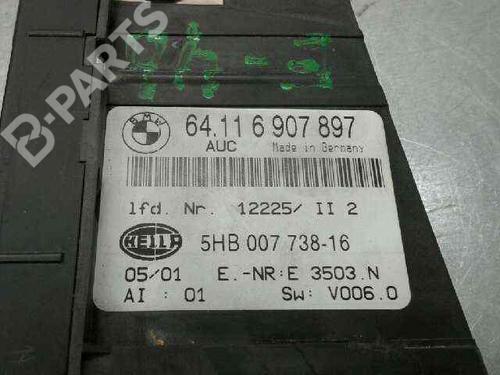 B-PARTS
BMW
64.11 6 907 897
AUC Made in Germany
lfd. Nr. 12225/ II 2
HELLA 5HB 007 738-16
05/01 E.-NR:E 3503.N
AI : 01 SW: V006.0